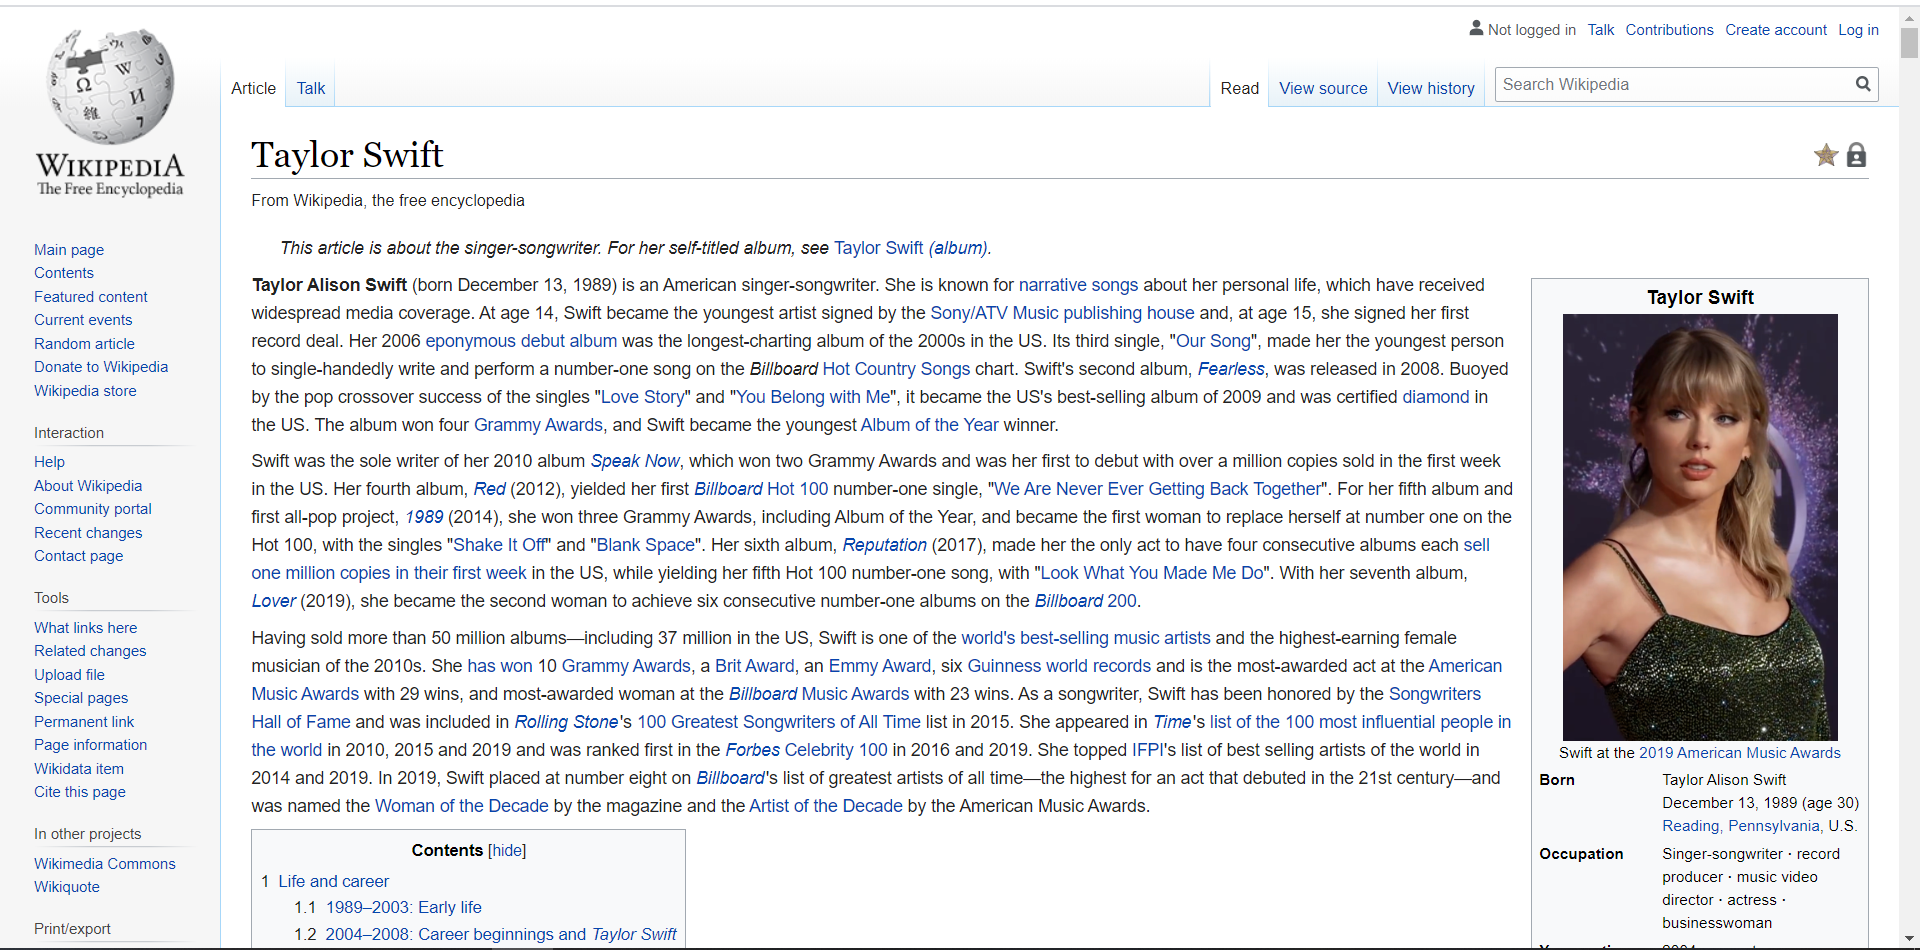 Not logged in Talk Contributions Create account Log in
Article Talk Read View source View history Search Wikipedia
WIKIPEDIA
The Free Encyclopedia
Main page
Contents
Featured content
Current events
Random article
Donate to Wikipedia
Wikipedia store
Interaction
Help
About Wikipedia
Community portal
Recent changes
Contact page
Tools
What links here
Related changes
Upload file
Special pages
Permanent link
Page information
Wikidata item
Cite this page
In other projects
Wikimedia Commons
Wikiquote
Print/export
Taylor Swift
From Wikipedia, the free encyclopedia
This article is about the singer-songwriter. For her self-titled album, see Taylor Swift (album).
Taylor Alison Swift (born December 13, 1989) is an American singer-songwriter. She is known for narrative songs about her personal life, which have received
widespread media coverage. At age 14, Swift became the youngest artist signed by the Sony/ATV Music publishing house and, at age 15, she signed her first
record deal. Her 2006 eponymous debut album was the longest-charting album of the 2000s in the US. Its third single, "Our Song", made her the youngest person
to single-handedly write and perform a number-one song on the Billboard Hot Country Songs chart. Swift's second album, Fearless, was released in 2008. Buoyed
by the pop crossover success of the singles "Love Story" and "You Belong with Me", it became the US's best-selling album of 2009 and was certified diamond in
the US. The album won four Grammy Awards, and Swift became the youngest Album of the Year winner.
Swift was the sole writer of her 2010 album Speak Now, which won two Grammy Awards and was her first to debut with over a million copies sold in the first week
in the US. Her fourth album, Red (2012), yielded her first Billboard Hot 100 number-one single, "We Are Never Ever Getting Back Together". For her fifth album and
first all-pop project, 1989 (2014), she won three Grammy Awards, including Album of the Year, and became the first woman to replace herself at number one on the
Hot 100, with the singles "Shake It Off" and "Blank Space". Her sixth album, Reputation (2017), made her the only act to have four consecutive albums each sell
one million copies in their first week in the US, while yielding her fifth Hot 100 number-one song, with "Look What You Made Me Do". With her seventh album,
Lover (2019), she became the second woman to achieve six consecutive number-one albums on the Billboard 200.
Having sold more than 50 million albums—including 37 million in the US, Swift is one of the world's best-selling music artists and the highest-earning female
musician of the 2010s. She has won 10 Grammy Awards, a Brit Award, an Emmy Award, six Guinness world records and is the most-awarded act at the American
Music Awards with 29 wins, and most-awarded woman at the Billboard Music Awards with 23 wins. As a songwriter, Swift has been honored by the Songwriters
Hall of Fame and was included in Rolling Stone's 100 Greatest Songwriters of All Time list in 2015. She appeared in Time's list of the 100 most influential people in
the world in 2010, 2015 and 2019 and was ranked first in the Forbes Celebrity 100 in 2016 and 2019. She topped IFPI's list of best selling artists of the world in
2014 and 2019. In 2019, Swift placed at number eight on Billboard's list of greatest artists of all time—the highest for an act that debuted in the 21st century—and
was named the Woman of the Decade by the magazine and the Artist of the Decade by the American Music Awards.
Contents [hide]
1 Life and career
1.1 1989–2003: Early life
1.2 2004–2008: Career beginnings and Taylor Swift
Taylor Swift
Swift at the 2019 American Music Awards
Born Taylor Alison Swift
December 13, 1989 (age 30)
Reading, Pennsylvania, U.S.
Occupation Singer-songwriter · record
producer · music video
director · actress ·
businesswoman